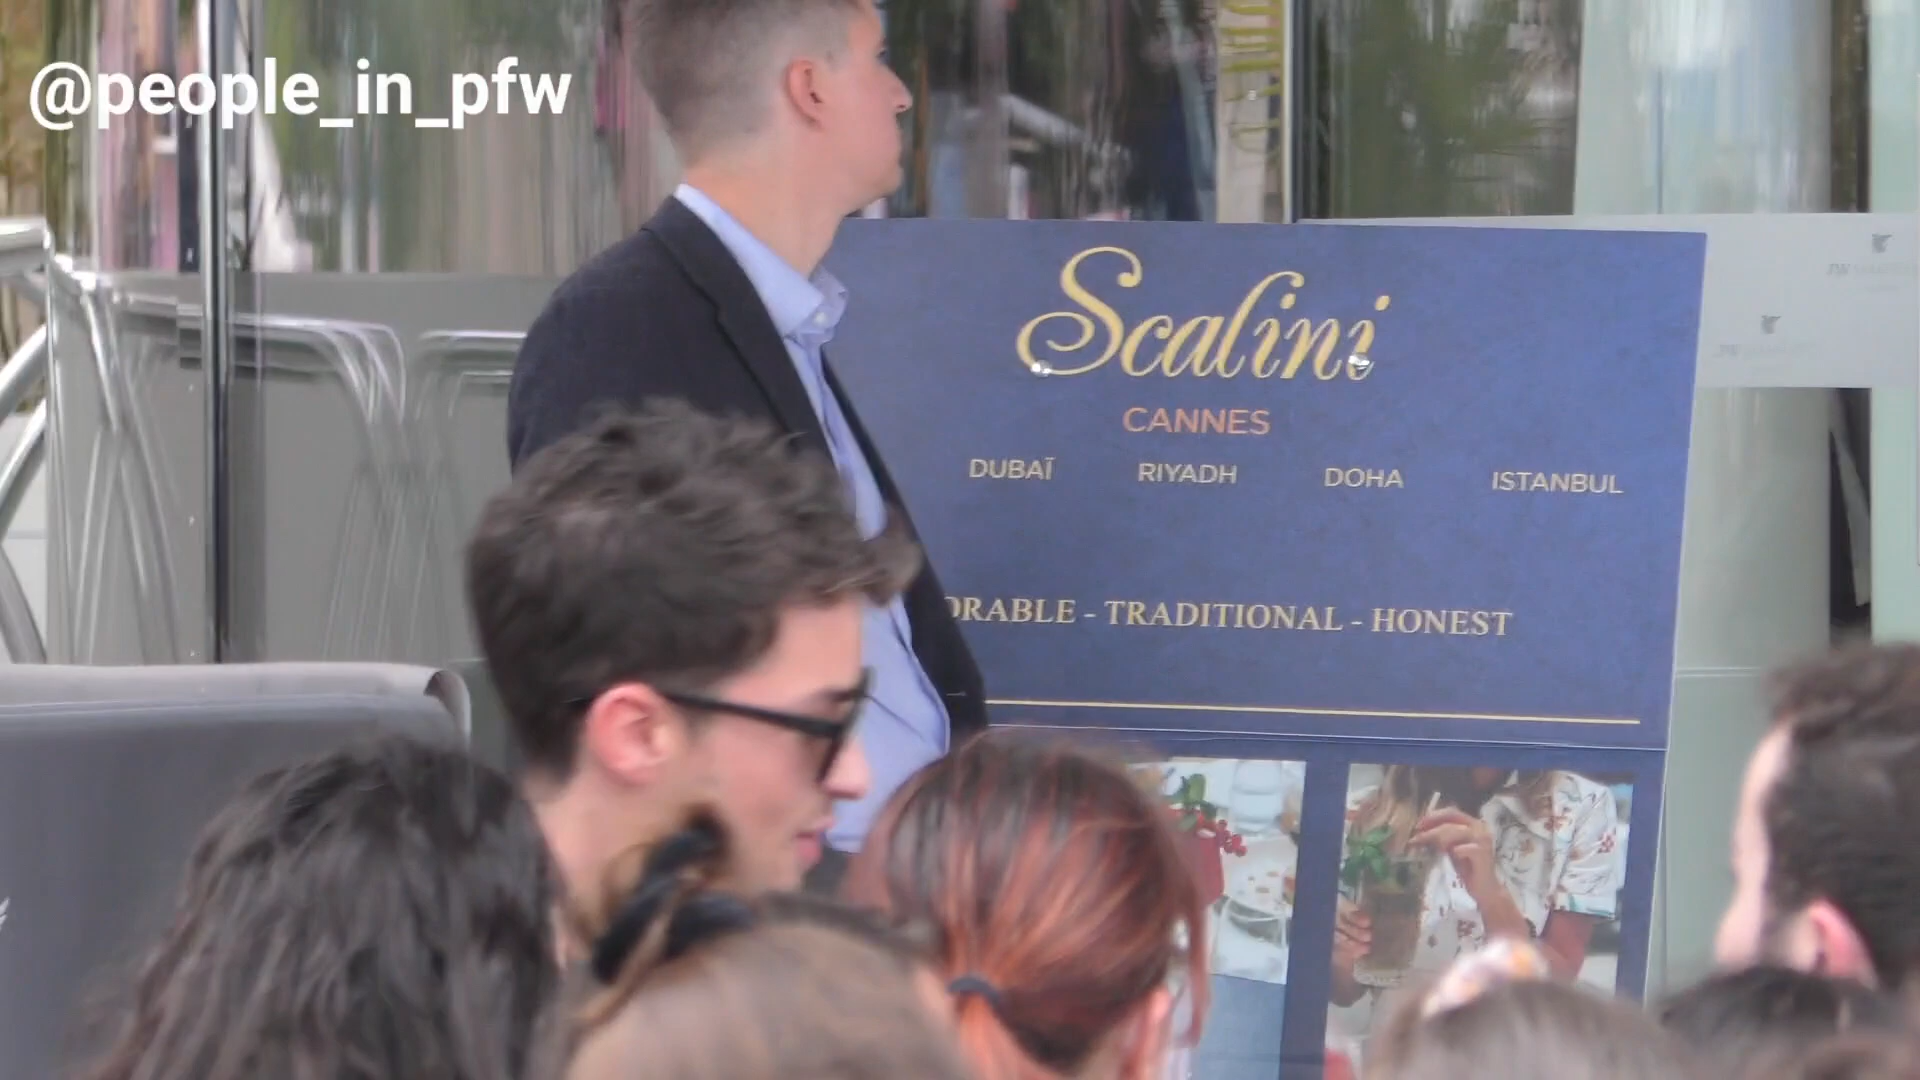 @people_in_pfw
Scalini
CANNES
DUBAÏ RIYADH DOHA ISTANBUL
ORABLE - TRADITIONAL - HONEST